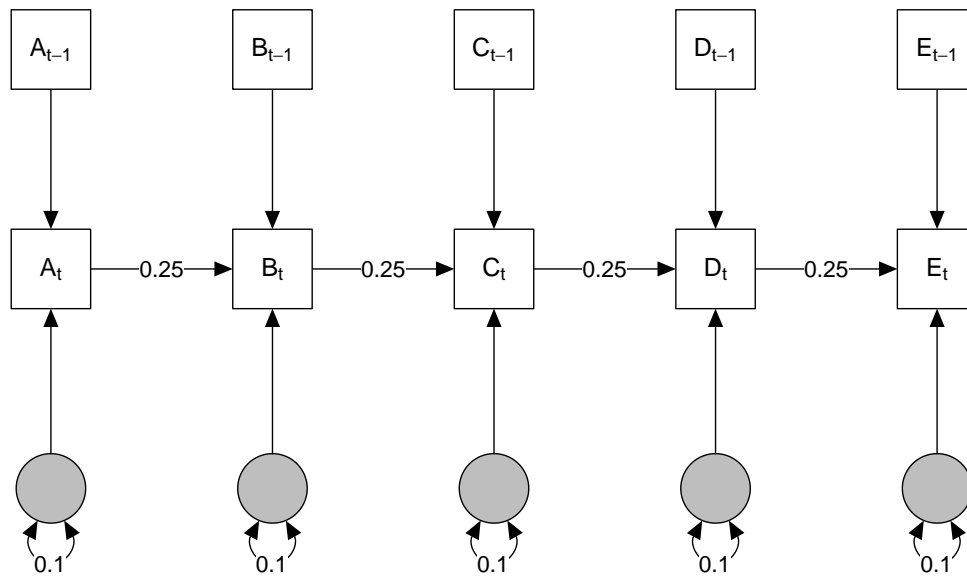 A_{t−1} B_{t−1} C_{t−1} D_{t−1} E_{t−1}
A_t 0.25 B_t 0.25 C_t 0.25 D_t 0.25 E_t
0.1 0.1 0.1 0.1 0.1